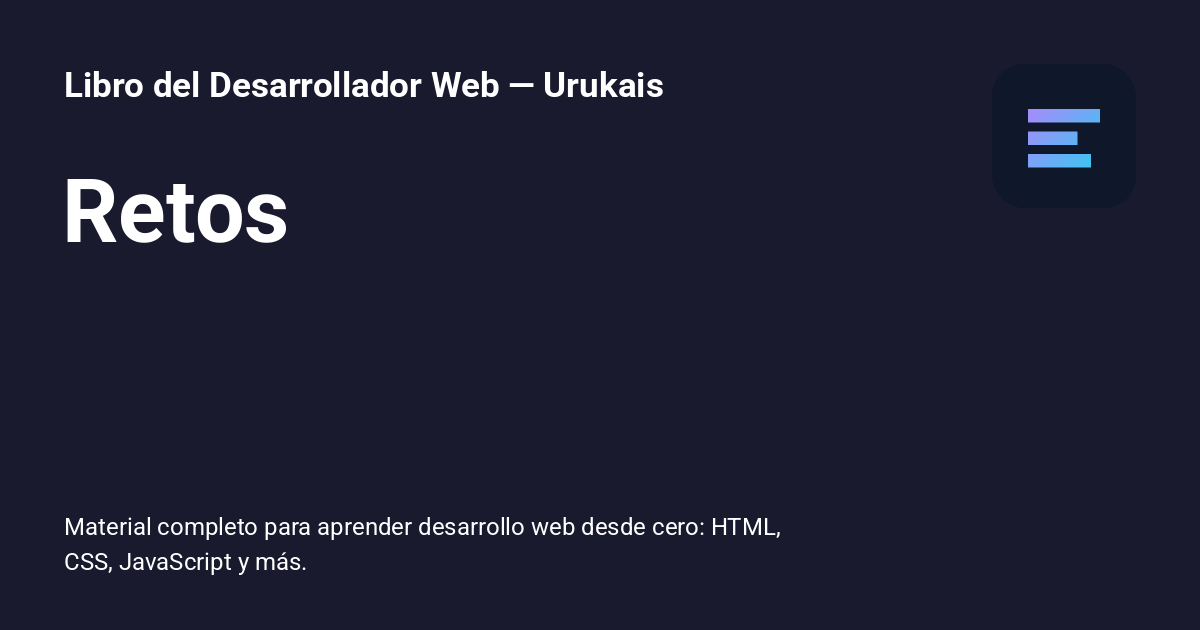 Libro del Desarrollador Web — Urukais
Retos
Material completo para aprender desarrollo web desde cero: HTML,
CSS, JavaScript y más.